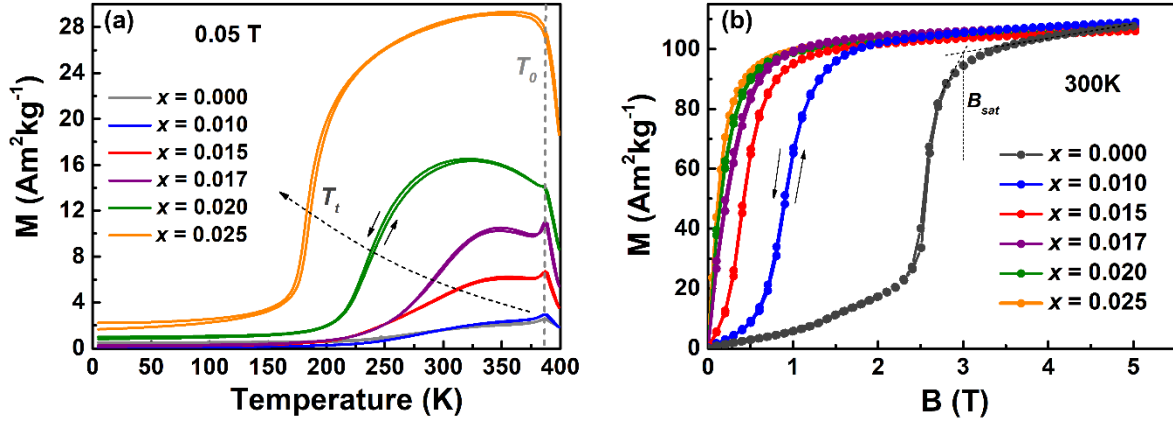 (a)
0.05 T
T₀
x = 0.000
x = 0.010
x = 0.015
x = 0.017
x = 0.020
x = 0.025
Tₜ
M (Am²kg⁻¹)
28
24
20
16
12
8
4
0
0 50 100 150 200 250 300 350 400
Temperature (K)
(b)
300K
B_sat
x = 0.000
x = 0.010
x = 0.015
x = 0.017
x = 0.020
x = 0.025
M (Am²kg⁻¹)
100
80
60
40
20
0
0 1 2 3 4 5
B (T)